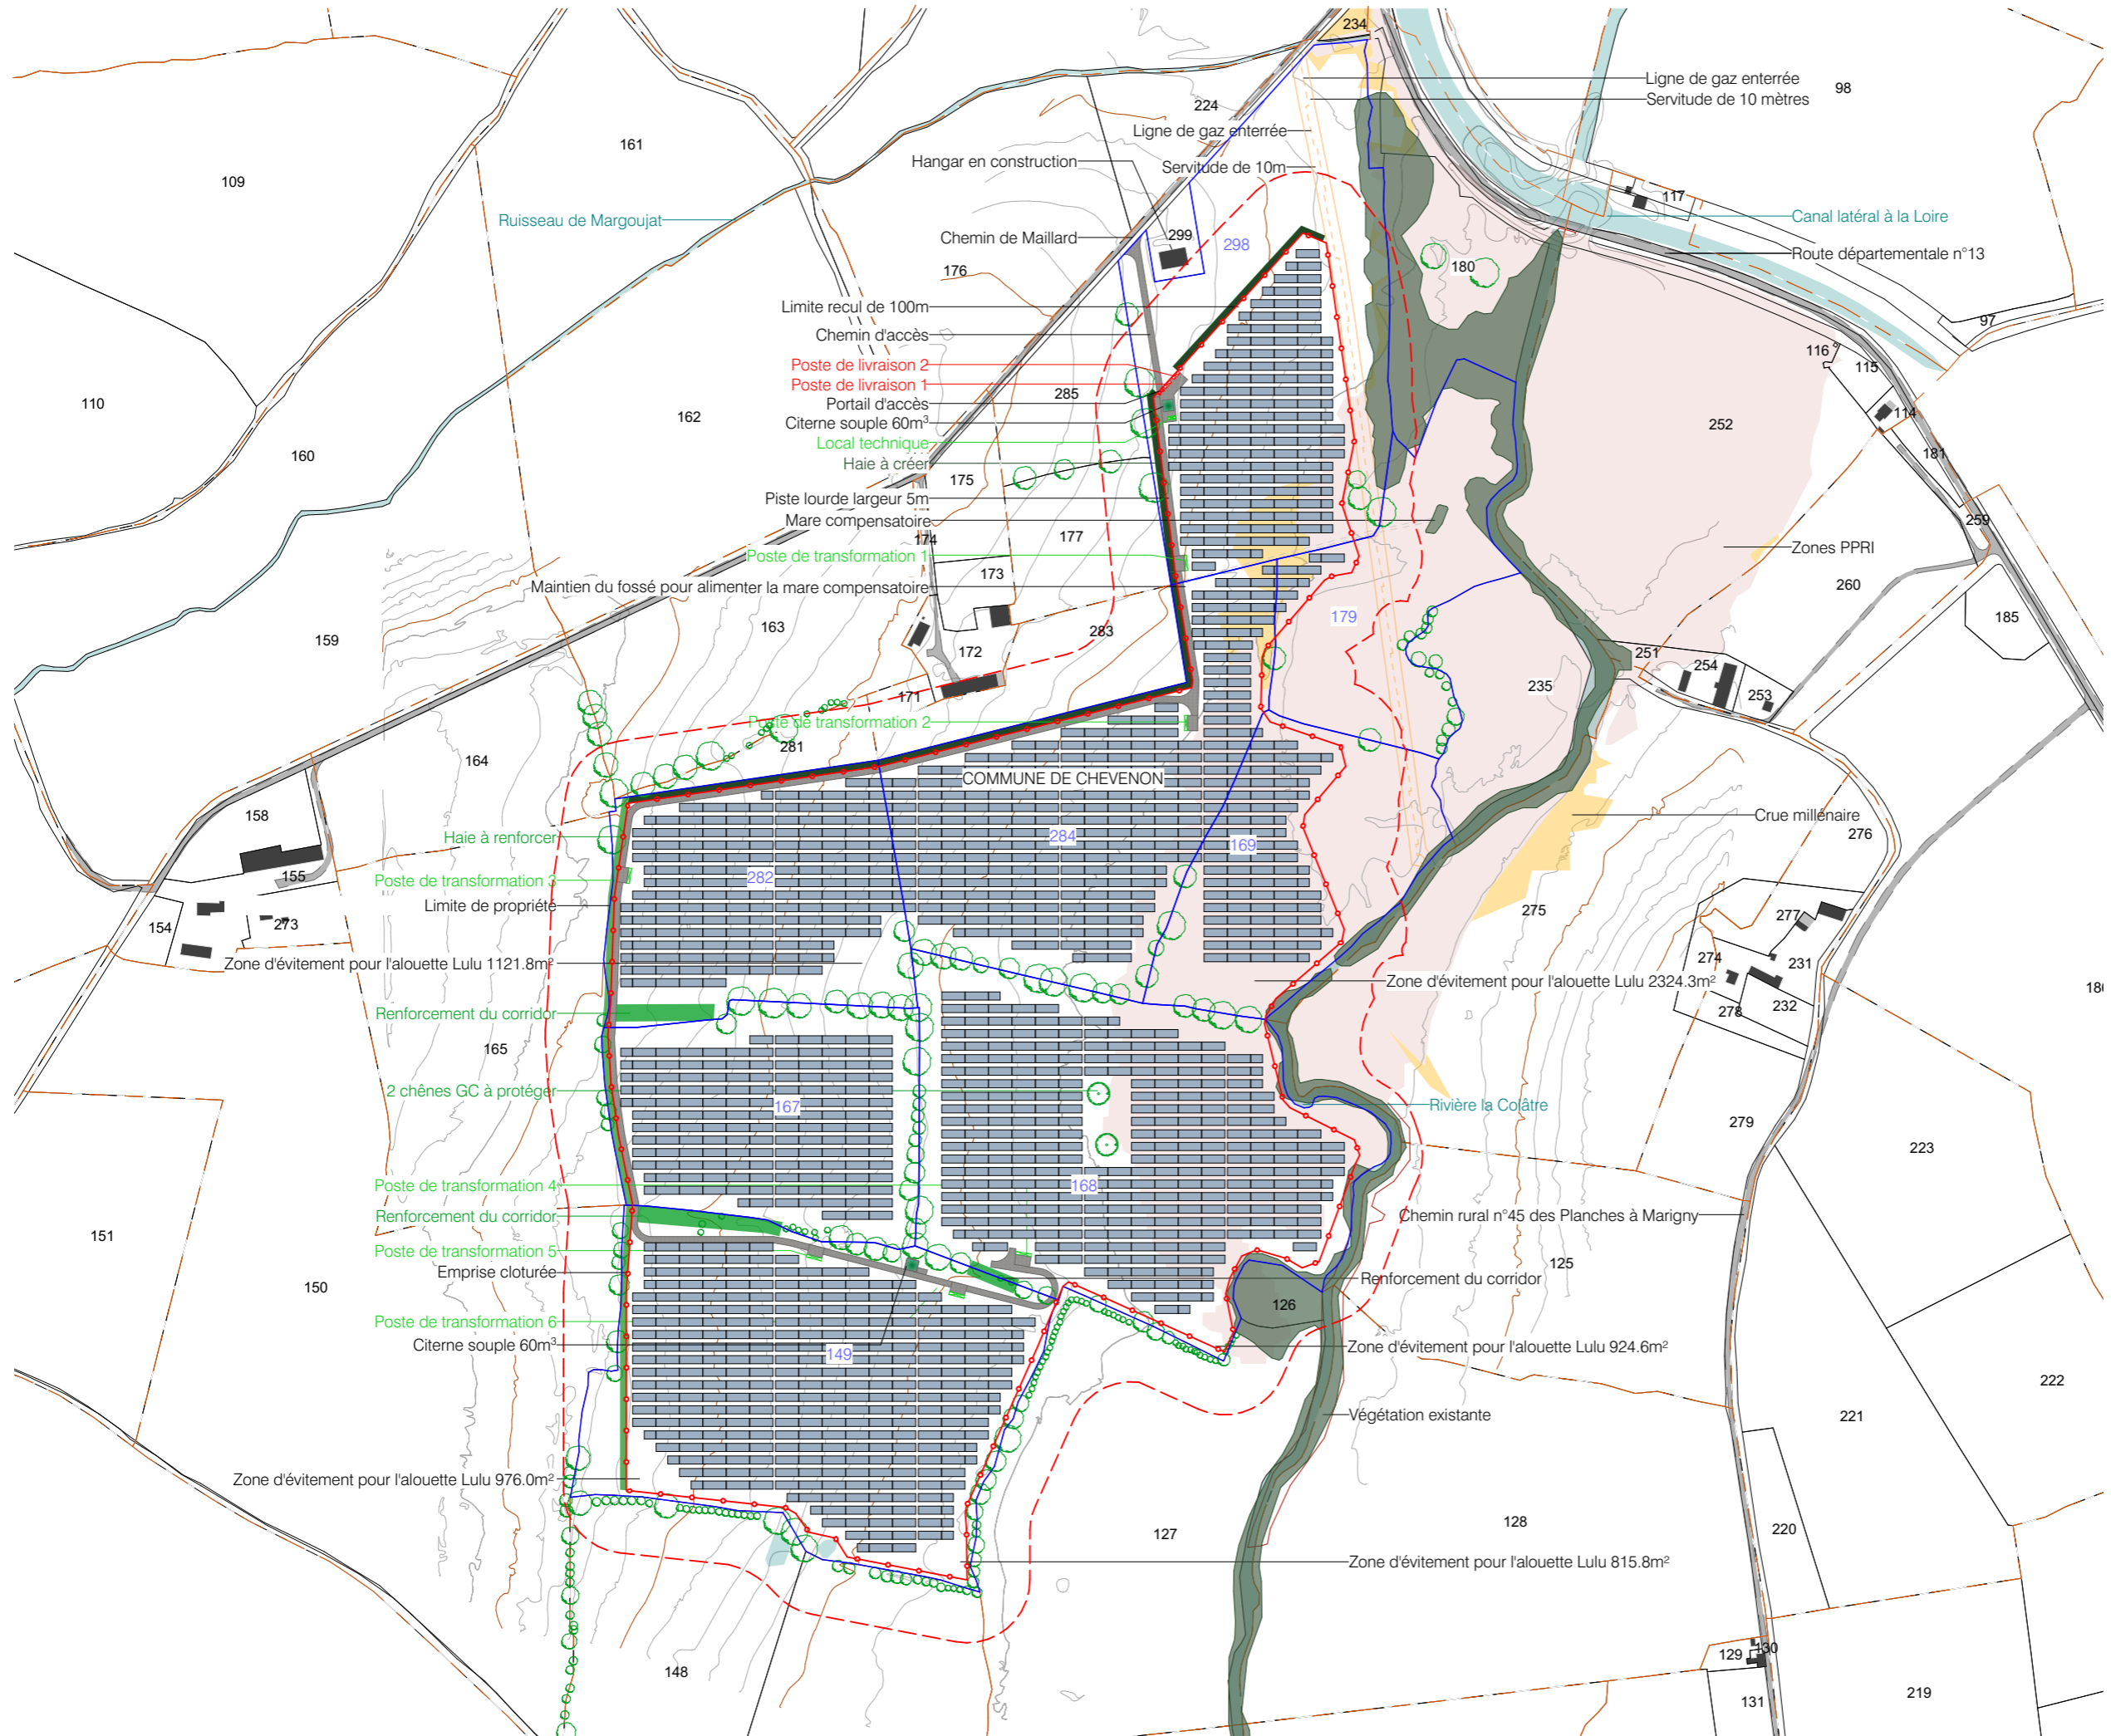 234
Ligne de gaz enterrée
98
Servitude de 10 mètres
224
Ligne de gaz enterrée
161
Hangar en construction
Servitude de 10m
109
117
Ruisseau de Margoujat
Canal latéral à la Loire
Chemin de Maillard
299
298
Route départementale n°13
180
176
Limite recul de 100m
97
Chemin d'accès
116
115
Poste de livraison 2
Poste de livraison 1
285
110
Portail d'accès
162
114
Citerne souple 60m³
252
Local technique
160
181
Haie à créer
175
Piste lourde largeur 5m
Mare compensatoire
259
174
177
Zones PPRI
Poste de transformation 1
173
260
Maintien du fossé pour alimenter la mare compensatoire
185
179
163
283
159
172
251
254
235
253
171
Poste de transformation 2
281
164
COMMUNE DE CHEVENON
158
Crue millénaire
276
Haie à renforcer
284
169
155
Poste de transformation 3
282
Limite de propriété
275
277
154
273
274
231
Zone d'évitement pour l'alouette Lulu 1121.8m²
Zone d'évitement pour l'alouette Lulu 2324.3m²
232
278
Renforcement du corridor
165
2 chênes GC à protéger
167
Rivière la Colâtre
279
223
Poste de transformation 4
168
Renforcement du corridor
Chemin rural n°45 des Planches à Marigny
151
Poste de transformation 5
125
Emprise cloturée
Renforcement du corridor
150
126
Poste de transformation 6
Citerne souple 60m³
149
Zone d'évitement pour l'alouette Lulu 924.6m²
222
221
Végétation existante
Zone d'évitement pour l'alouette Lulu 976.0m²
128
220
127
Zone d'évitement pour l'alouette Lulu 815.8m²
130
129
148
219
131